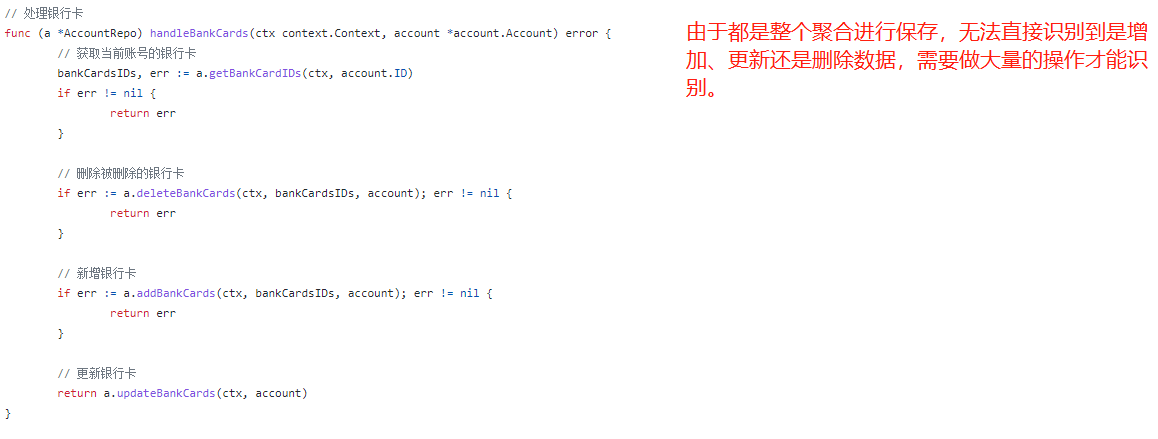 // 处理银行卡
func (a *AccountRepo) handleBankCards(ctx context.Context, account *account.Account) error {
// 获取当前账号的银行卡
bankCardsIDs, err := a.getBankCardIDs(ctx, account.ID)
if err != nil {
return err
}
// 删除被删除的银行卡
if err := a.deleteBankCards(ctx, bankCardsIDs, account); err != nil {
return err
}
// 新增银行卡
if err := a.addBankCards(ctx, bankCardsIDs, account); err != nil {
return err
}
// 更新银行卡
return a.updateBankCards(ctx, account)
}
由于都是整个聚合进行保存，无法直接识别到是增
加、更新还是删除数据，需要做大量的操作才能识
别。